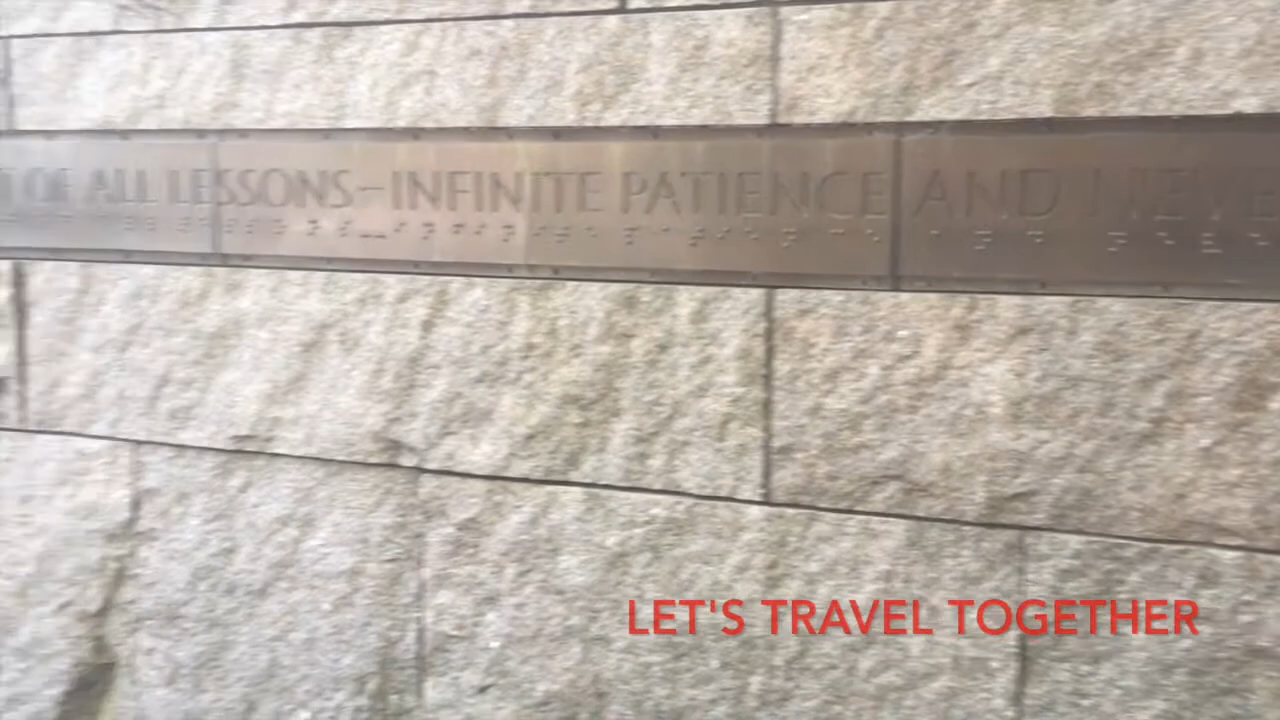 OF ALL LESSONS–INFINITE PATIENCE AND
LET'S TRAVEL TOGETHER